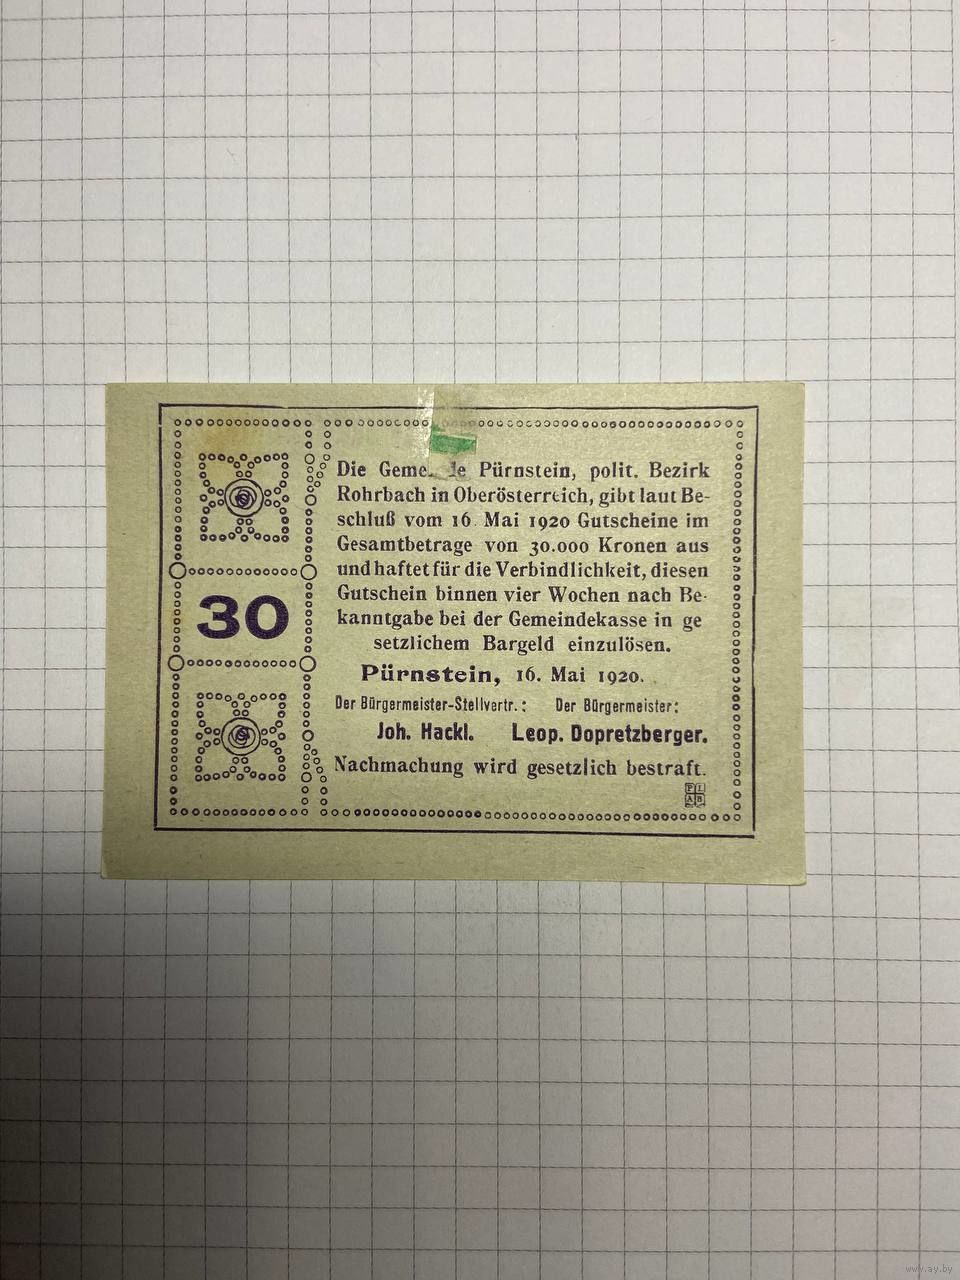 30
Die Pürnstein, polit. Bezirk
Rohrbach in Oberösterreich, gibt laut Be-
schluß vom 16. Mai 1920 Gutscheine im
Gesamtbetrage von 30.000 Kronen aus
und haftet für die Verbindlichkeit, diesen
Gutschein binnen vier Wochen nach Be-
kanntgabe bei der Gemeindekasse in ge
setzlichem Bargeld einzulösen.
Pürnstein, 16. Mai 1920.
Der Bürgermeister-Stellvertr.: Der Bürgermeister:
Joh. Hackl. Leop. Dopretzberger.
Nachmachung wird gesetzlich bestraft.
www.ay.by